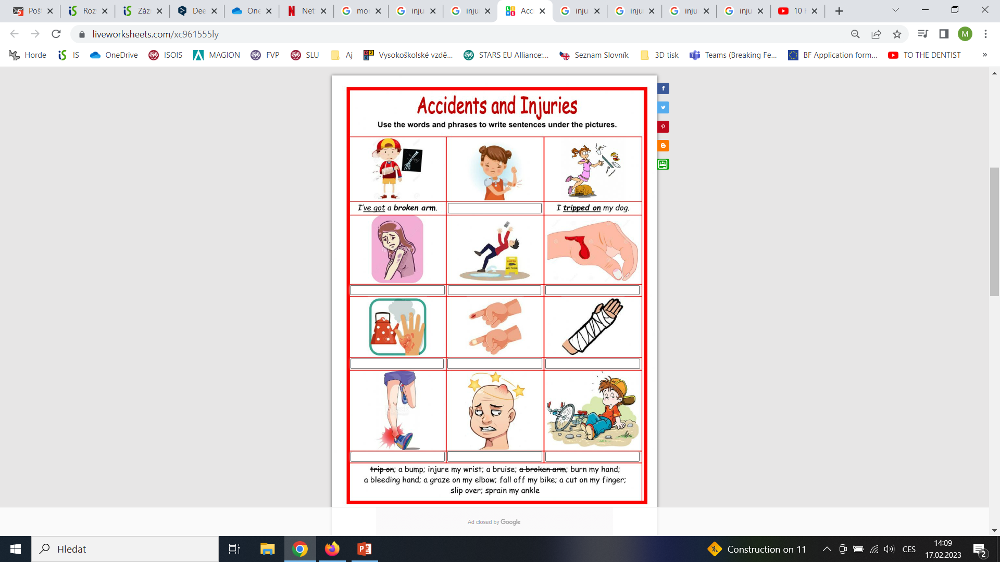 Poš
Roz
Záz
Dee
One
Net
mor
inju
inju
Acci
inju
inju
inju
inju
10 F
liveworksheets.com/xc961555ly
M
Horde
IS
OneDrive
ISOIS
MAGION
FVP
SLU
Aj
Vysokoškolské vzdě...
STARS EU Alliance:...
Seznam Slovník
3D tisk
Teams (Breaking Fe...
BF Application form...
TO THE DENTIST
»
Accidents and Injuries
Use the words and phrases to write sentences under the pictures.
I've got a broken arm.
I tripped on my dog.
trip on; a bump; injure my wrist; a bruise; a broken arm; burn my hand;
a bleeding hand; a graze on my elbow; fall off my bike; a cut on my finger;
slip over; sprain my ankle
Ad closed by Google
Hledat
Construction on 11
CES
14:09
17.02.2023
2